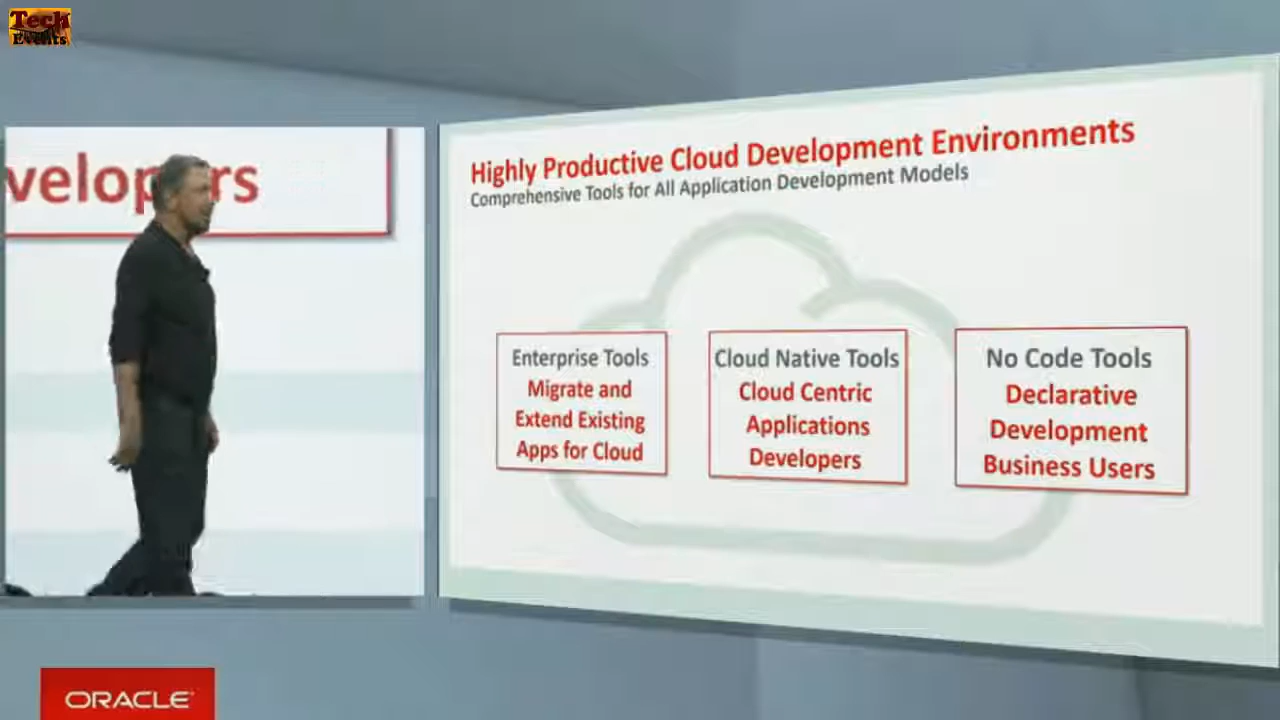 Tech
Events
velopers
Highly Productive Cloud Development Environments
Comprehensive Tools for All Application Development Models
Enterprise Tools
Migrate and
Extend Existing
Apps for Cloud
Cloud Native Tools
Cloud Centric
Applications
Developers
No Code Tools
Declarative
Development
Business Users
ORACLE